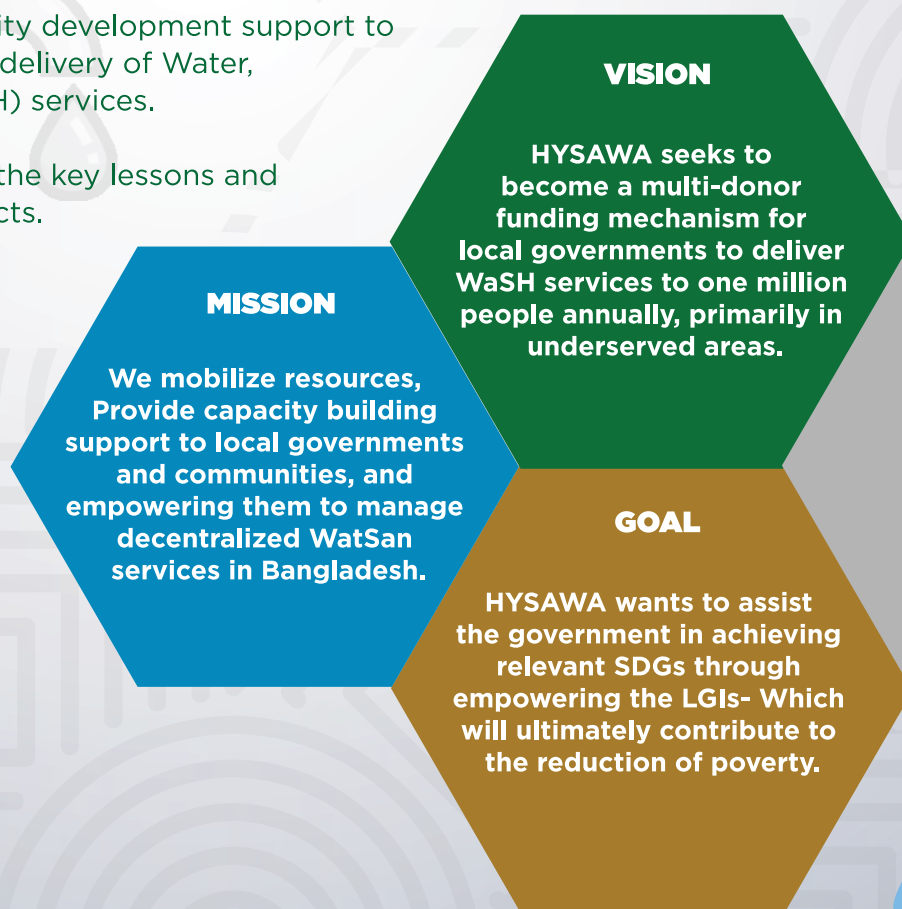 ity development support to
delivery of Water,
H) services.
the key lessons and
cts.
VISION
HYSAWA seeks to
become a multi-donor
funding mechanism for
local governments to deliver
WaSH services to one million
people annually, primarily in
underserved areas.
MISSION
We mobilize resources,
Provide capacity building
support to local governments
and communities, and
empowering them to manage
decentralized WatSan
services in Bangladesh.
GOAL
HYSAWA wants to assist
the government in achieving
relevant SDGs through
empowering the LGIs- Which
will ultimately contribute to
the reduction of poverty.